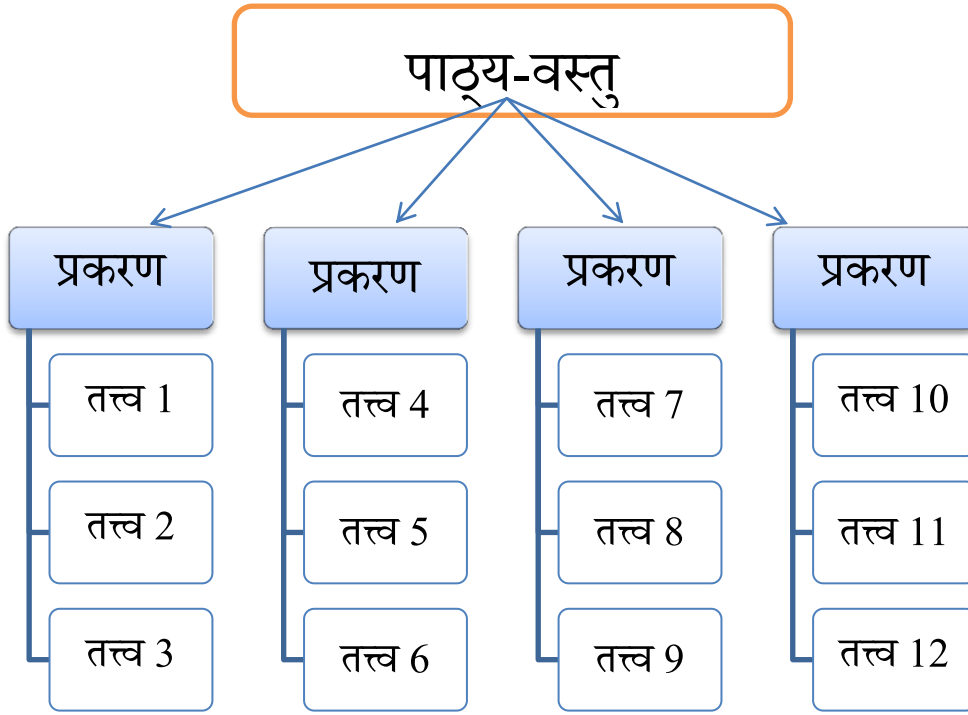 पाठ्य-वस्तु
प्रकरण
तत्त्व 1
तत्त्व 2
तत्त्व 3
प्रकरण
तत्त्व 4
तत्त्व 5
तत्त्व 6
प्रकरण
तत्त्व 7
तत्त्व 8
तत्त्व 9
प्रकरण
तत्त्व 10
तत्त्व 11
तत्त्व 12